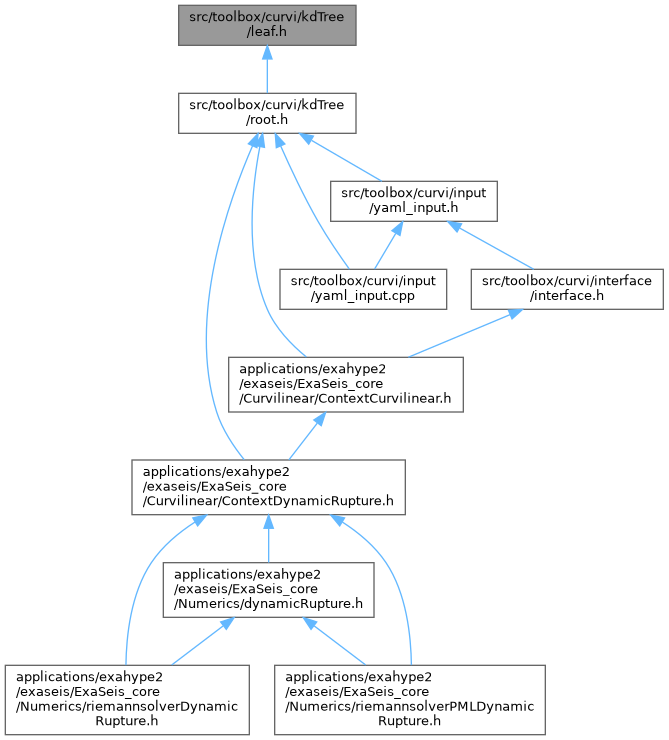 src/toolbox/curvi/kdTree
/leaf.h
src/toolbox/curvi/kdTree
/root.h
src/toolbox/curvi/input
/yaml_input.h
src/toolbox/curvi/input
/yaml_input.cpp
src/toolbox/curvi/interface
/interface.h
applications/exahype2
/exaseis/ExaSeis_core
/Curvilinear/ContextCurvilinear.h
applications/exahype2
/exaseis/ExaSeis_core
/Curvilinear/ContextDynamicRupture.h
applications/exahype2
/exaseis/ExaSeis_core
/Numerics/dynamicRupture.h
applications/exahype2
/exaseis/ExaSeis_core
/Numerics/riemannsolverDynamic
Rupture.h
applications/exahype2
/exaseis/ExaSeis_core
/Numerics/riemannsolverPMLDynamic
Rupture.h